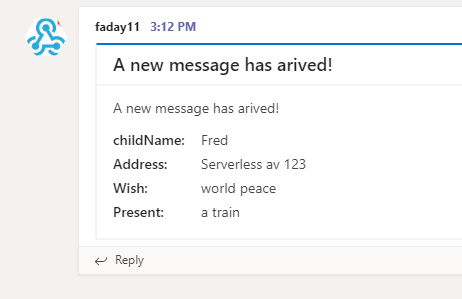 faday11 3:12 PM
A new message has arived!
A new message has arived!
childName: Fred
Address: Serverless av 123
Wish: world peace
Present: a train
Reply